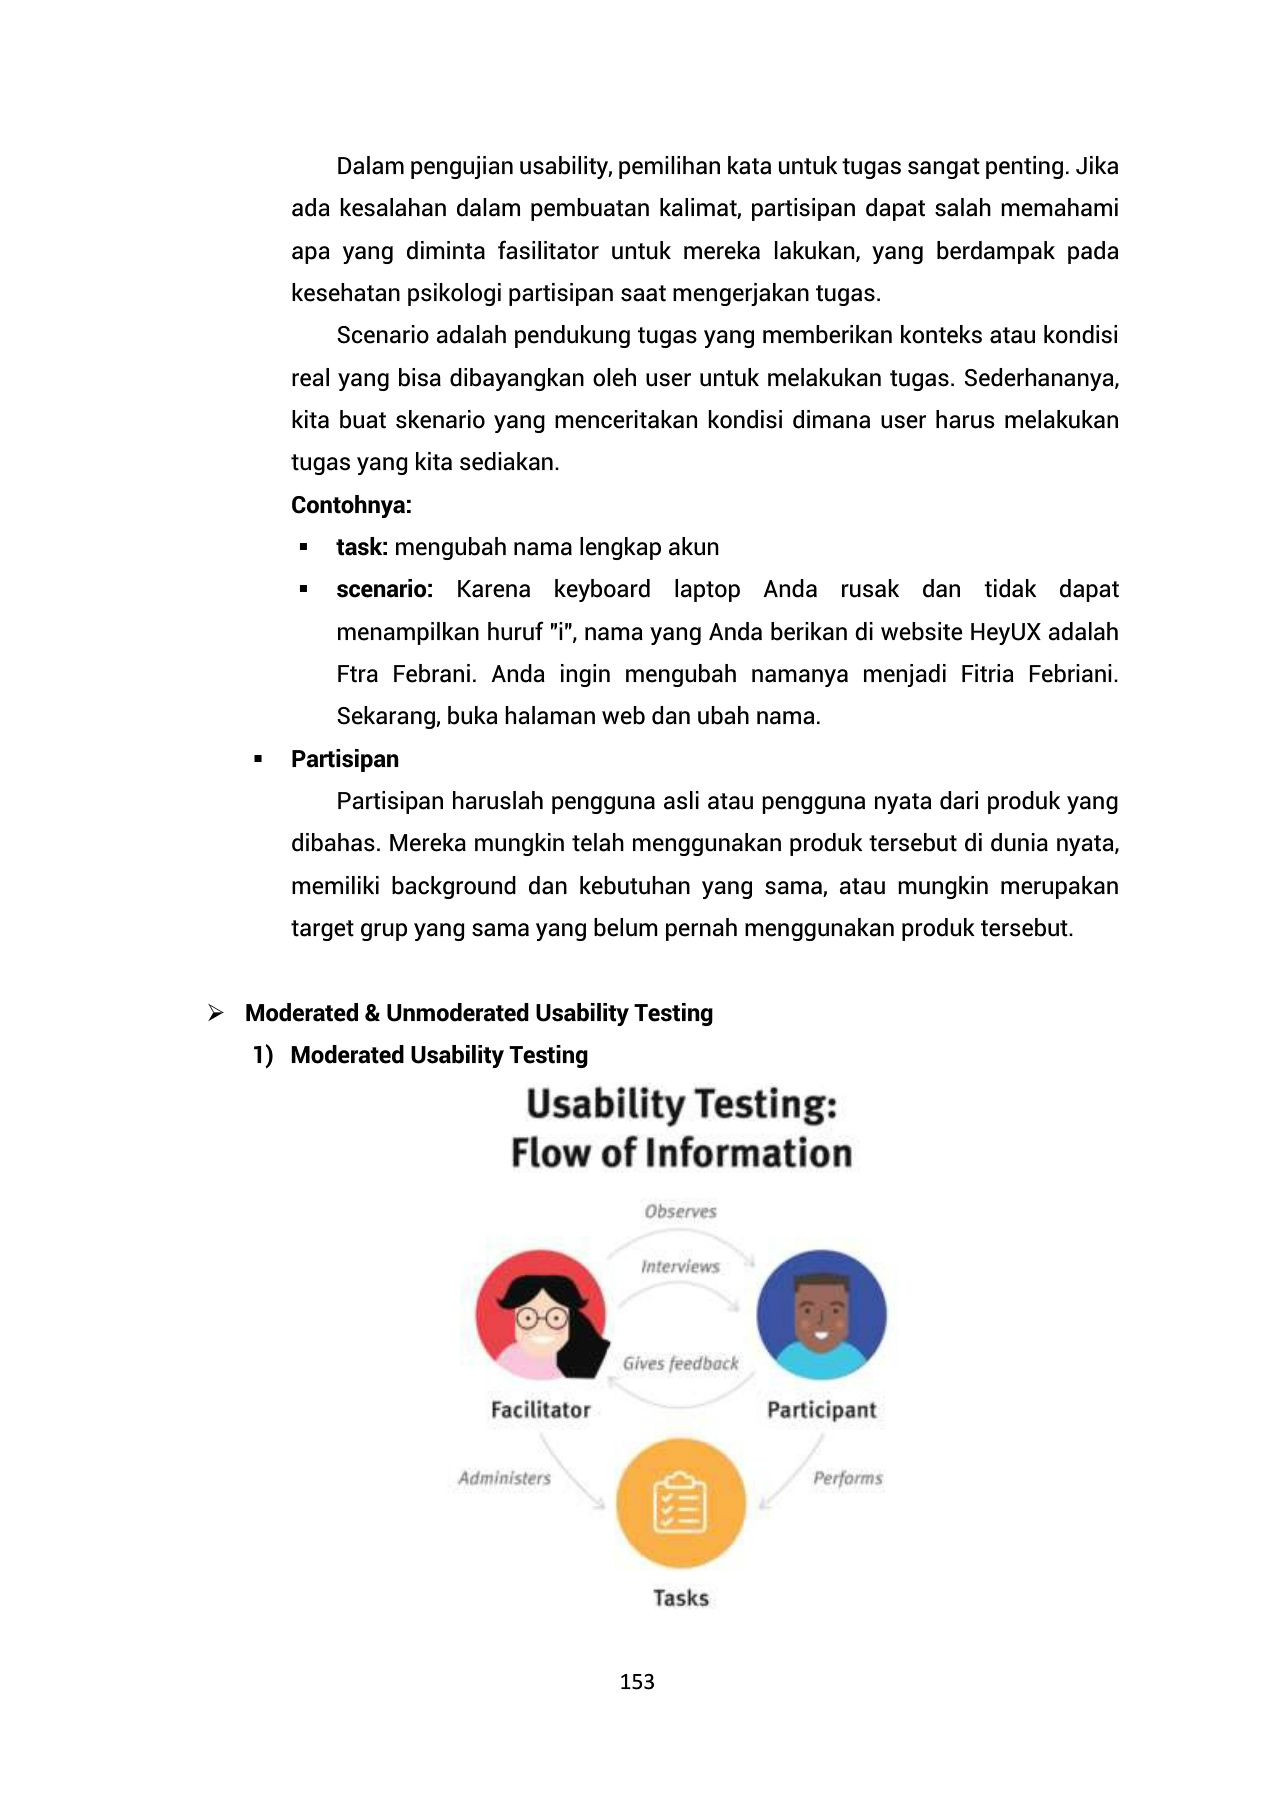 Dalam pengujian usability, pemilihan kata untuk tugas sangat penting. Jika
ada kesalahan dalam pembuatan kalimat, partisipan dapat salah memahami
apa yang diminta fasilitator untuk mereka lakukan, yang berdampak pada
kesehatan psikologi partisipan saat mengerjakan tugas.
Scenario adalah pendukung tugas yang memberikan konteks atau kondisi
real yang bisa dibayangkan oleh user untuk melakukan tugas. Sederhananya,
kita buat skenario yang menceritakan kondisi dimana user harus melakukan
tugas yang kita sediakan.
Contohnya:
▪ task: mengubah nama lengkap akun
▪ scenario: Karena keyboard laptop Anda rusak dan tidak dapat
menampilkan huruf "i", nama yang Anda berikan di website HeyUX adalah
Ftra Febrani. Anda ingin mengubah namanya menjadi Fitria Febriani.
Sekarang, buka halaman web dan ubah nama.
▪ Partisipan
Partisipan haruslah pengguna asli atau pengguna nyata dari produk yang
dibahas. Mereka mungkin telah menggunakan produk tersebut di dunia nyata,
memiliki background dan kebutuhan yang sama, atau mungkin merupakan
target grup yang sama yang belum pernah menggunakan produk tersebut.
➢ Moderated & Unmoderated Usability Testing
1) Moderated Usability Testing
Usability Testing:
Flow of Information
Observes
Interviews
Gives feedback
Facilitator
Participant
Administers
Performs
Tasks
153